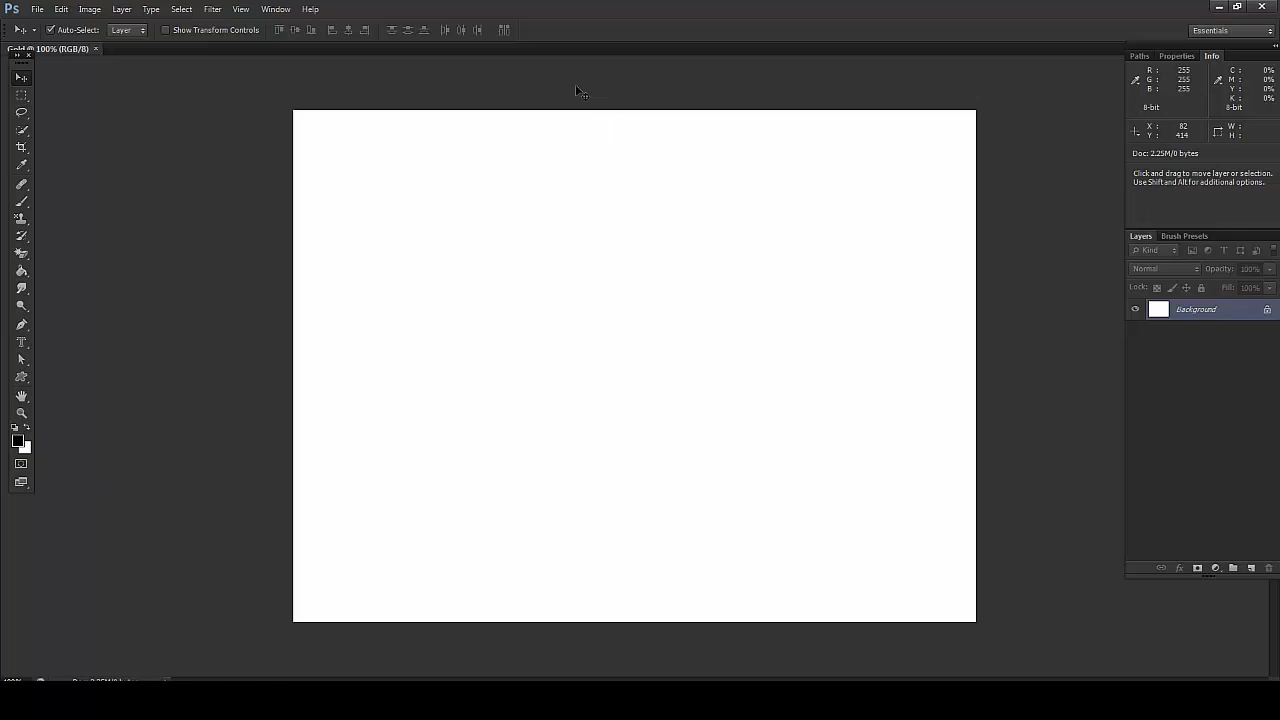 Ps File Edit Image Layer Type Select Filter View Window Help
Auto-Select: Layer Show Transform Controls Essentials
Gold @ 100% (RGB/8) ×
Paths Properties Info
R : 255 C : 0%
G : 255 M : 0%
B : 255 Y : 0%
K : 0%
8-bit 8-bit
X : 82 W :
Y : 414 H :
Doc: 2.25M/0 bytes
Click and drag to move layer or selection.
Use Shift and Alt for additional options.
Layers Brush Presets
Kind
Normal Opacity: 100%
Lock: Fill: 100%
Background